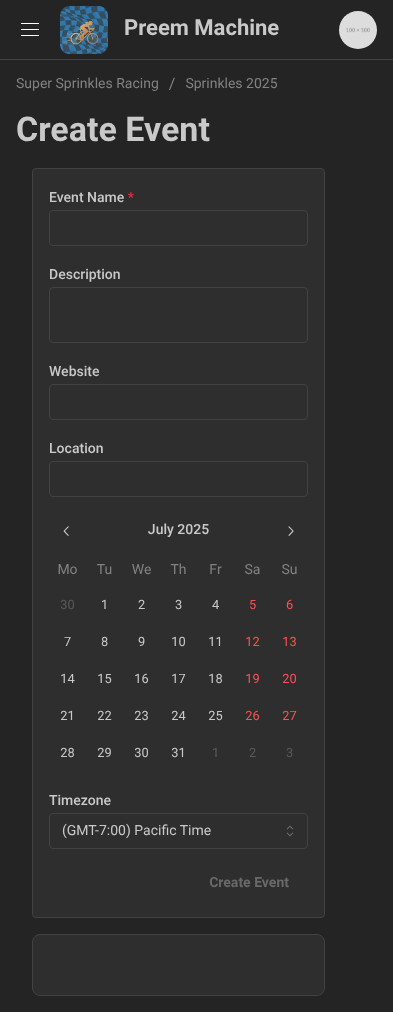 Preem Machine
100 × 100
Super Sprinkles Racing / Sprinkles 2025
Create Event
Event Name *
Description
Website
Location
July 2025
Mo Tu We Th Fr Sa Su
30 1 2 3 4 5 6
7 8 9 10 11 12 13
14 15 16 17 18 19 20
21 22 23 24 25 26 27
28 29 30 31 1 2 3
Timezone
(GMT-7:00) Pacific Time
Create Event